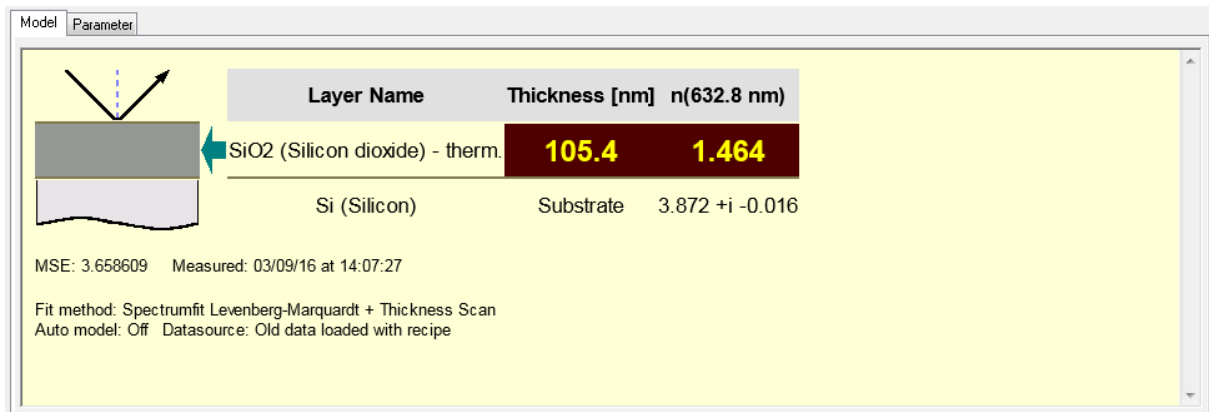 Model Parameter
Layer Name Thickness [nm] n(632.8 nm)
SiO2 (Silicon dioxide) - therm. 105.4 1.464
Si (Silicon) Substrate 3.872 +i -0.016
MSE: 3.658609 Measured: 03/09/16 at 14:07:27
Fit method: Spectrumfit Levenberg-Marquardt + Thickness Scan
Auto model: Off Datasource: Old data loaded with recipe